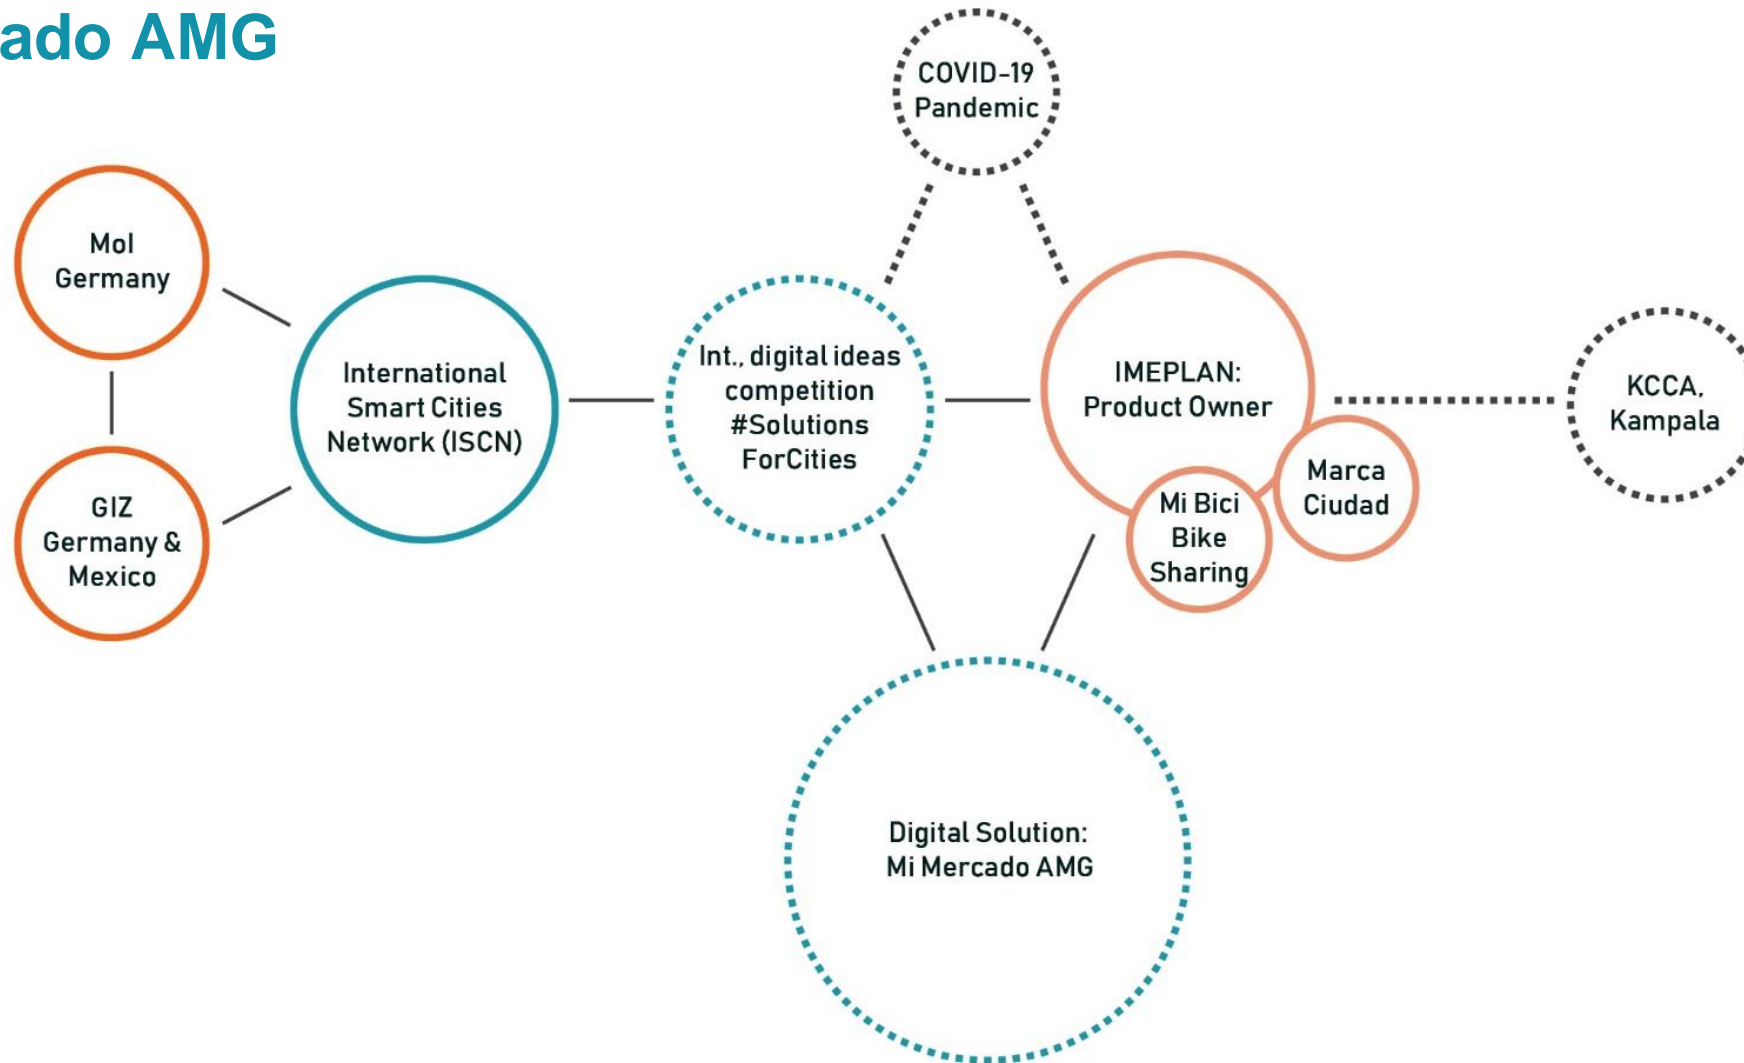 ado AMG
COVID-19
Pandemic
MoI
Germany
GIZ
Germany &
Mexico
International
Smart Cities
Network (ISCN)
Int., digital ideas
competition
#Solutions
ForCities
IMEPLAN:
Product Owner
Mi Bici
Bike
Sharing
Marca
Ciudad
KCCA,
Kampala
Digital Solution:
Mi Mercado AMG